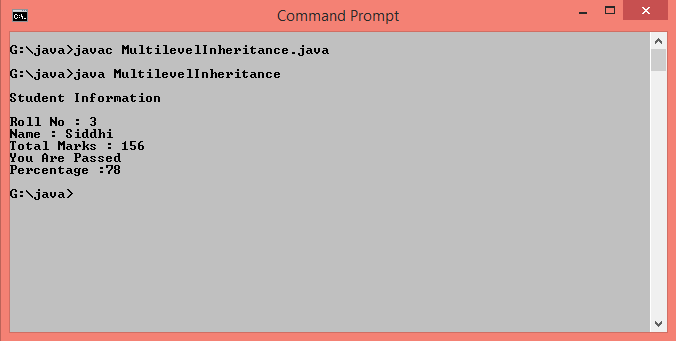 Command Prompt
G:\java>javac MultilevelInheritance.java
G:\java>java MultilevelInheritance
Student Information
Roll No : 3
Name : Siddhi
Total Marks : 156
You Are Passed
Percentage :78
G:\java>